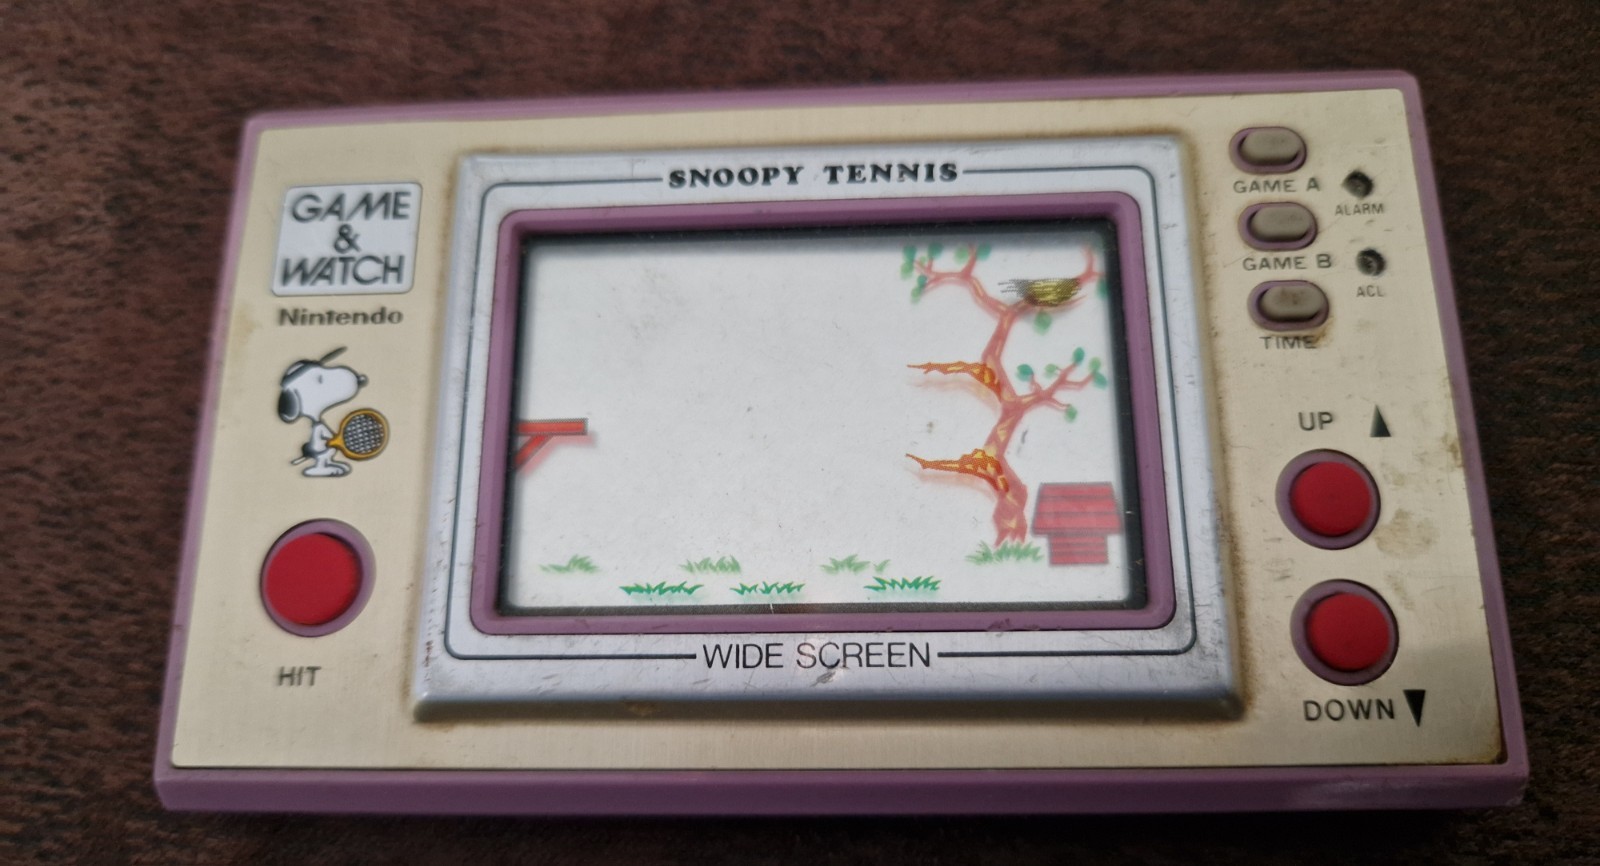 SNOOPY TENNIS
GAME
&
WATCH
Nintendo
GAME A
ALARM
GAME B
ACL
TIME
UP ▲
HIT
WIDE SCREEN
DOWN ▼